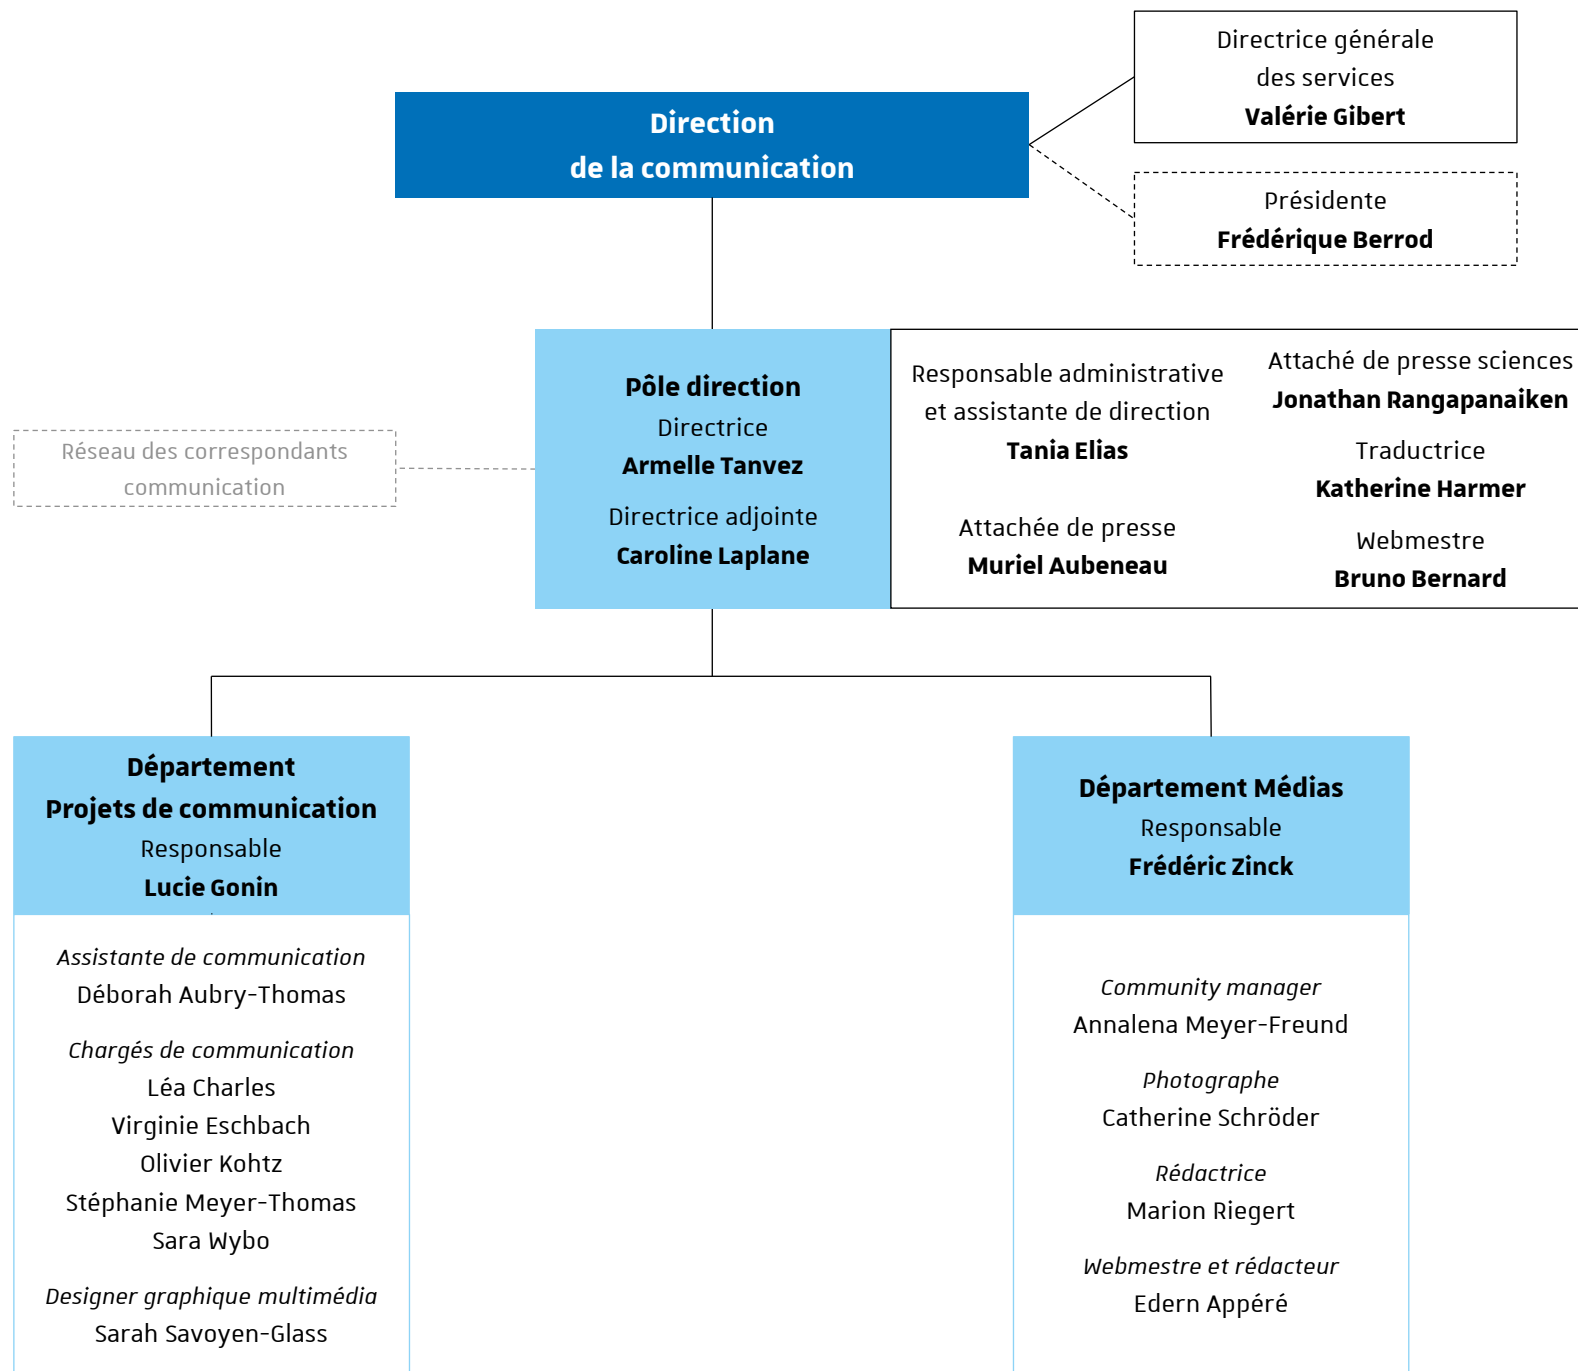 Directrice générale
des services
Valérie Gibert
Direction
de la communication
Présidente
Frédérique Berrod
Pôle direction
Directrice
Armelle Tanvez
Directrice adjointe
Caroline Laplane
Responsable administrative
et assistante de direction
Tania Elias
Attachée de presse
Muriel Aubeneau
Attaché de presse sciences
Jonathan Rangapanaiken
Traductrice
Katherine Harmer
Webmestre
Bruno Bernard
Réseau des correspondants
communication
Département
Projets de communication
Responsable
Lucie Gonin
Assistante de communication
Déborah Aubry-Thomas
Chargés de communication
Léa Charles
Virginie Eschbach
Olivier Kohtz
Stéphanie Meyer-Thomas
Sara Wybo
Designer graphique multimédia
Sarah Savoyen-Glass
Département Médias
Responsable
Frédéric Zinck
Community manager
Annalena Meyer-Freund
Photographe
Catherine Schröder
Rédactrice
Marion Riegert
Webmestre et rédacteur
Edern Appéré